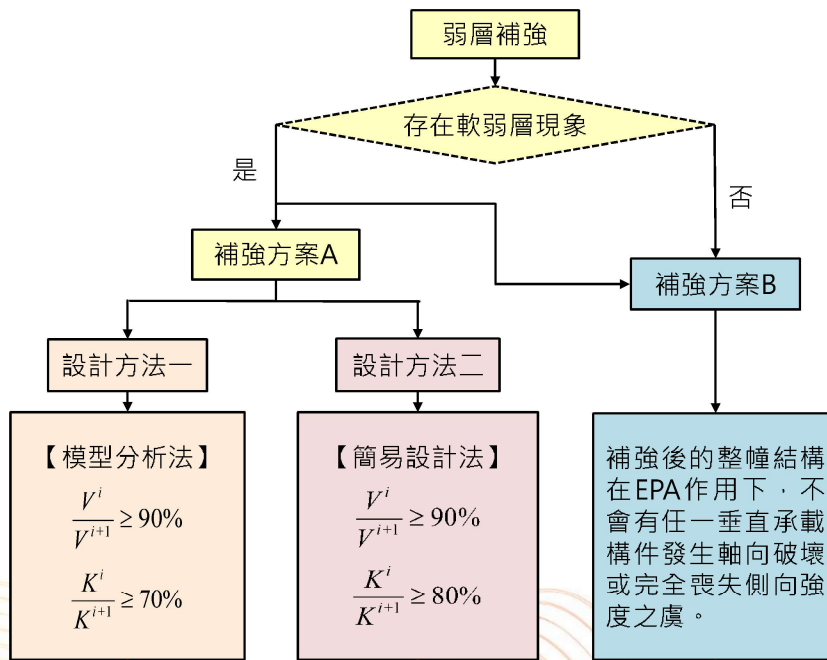 弱層補強
存在軟弱層現象
是
否
補強方案A
補強方案B
設計方法一
設計方法二
【模型分析法】
V^i / V^{i+1} ≥ 90%
K^i / K^{i+1} ≥ 70%
【簡易設計法】
V^i / V^{i+1} ≥ 90%
K^i / K^{i+1} ≥ 80%
補強後的整幢結構
在EPA作用下，不
會有任一垂直承載
構件發生軸向破壞
或完全喪失側向強
度之虞。